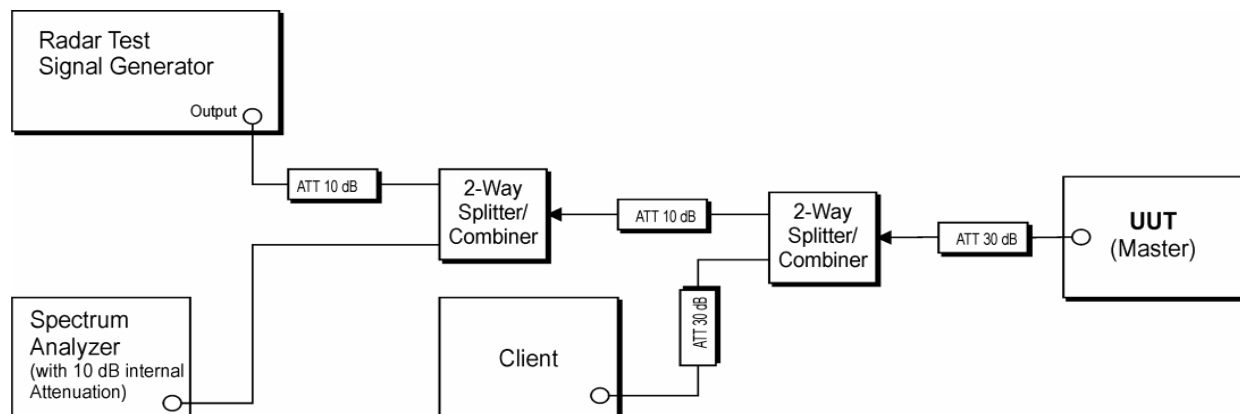 Radar Test
Signal Generator
Output
ATT 10 dB
2-Way
Splitter/
Combiner
ATT 10 dB
2-Way
Splitter/
Combiner
ATT 30 dB
UUT
(Master)
ATT 30 dB
Spectrum
Analyzer
(with 10 dB internal
Attenuation)
Client